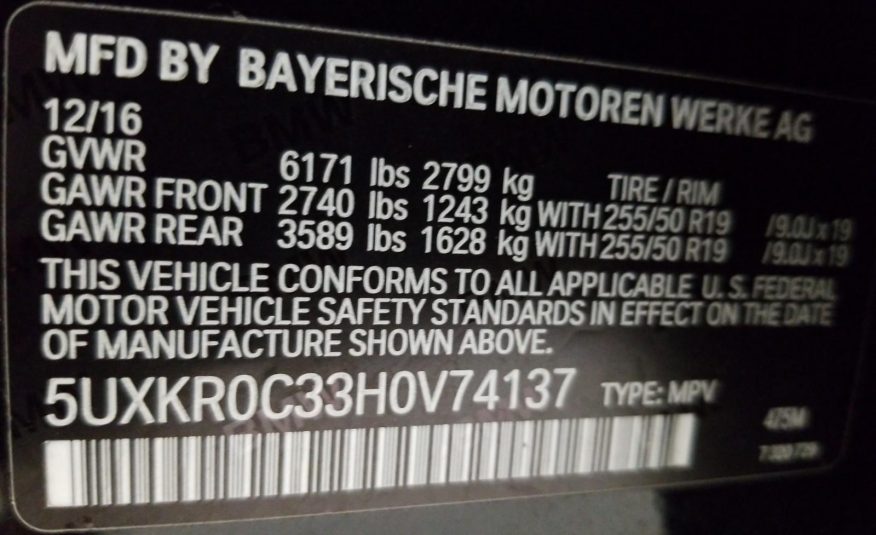 MFD BY BAYERISCHE MOTOREN WERKE AG
12/16
GVWR 6171 lbs 2799 kg TIRE / RIM
GAWR FRONT 2740 lbs 1243 kg WITH 255/50 R19 /9.0J x 19
GAWR REAR 3589 lbs 1628 kg WITH 255/50 R19 /9.0J x 19
THIS VEHICLE CONFORMS TO ALL APPLICABLE U. S. FEDERAL
MOTOR VEHICLE SAFETY STANDARDS IN EFFECT ON THE DATE
OF MANUFACTURE SHOWN ABOVE.
5UXKR0C33H0V74137 TYPE: MPV
475M